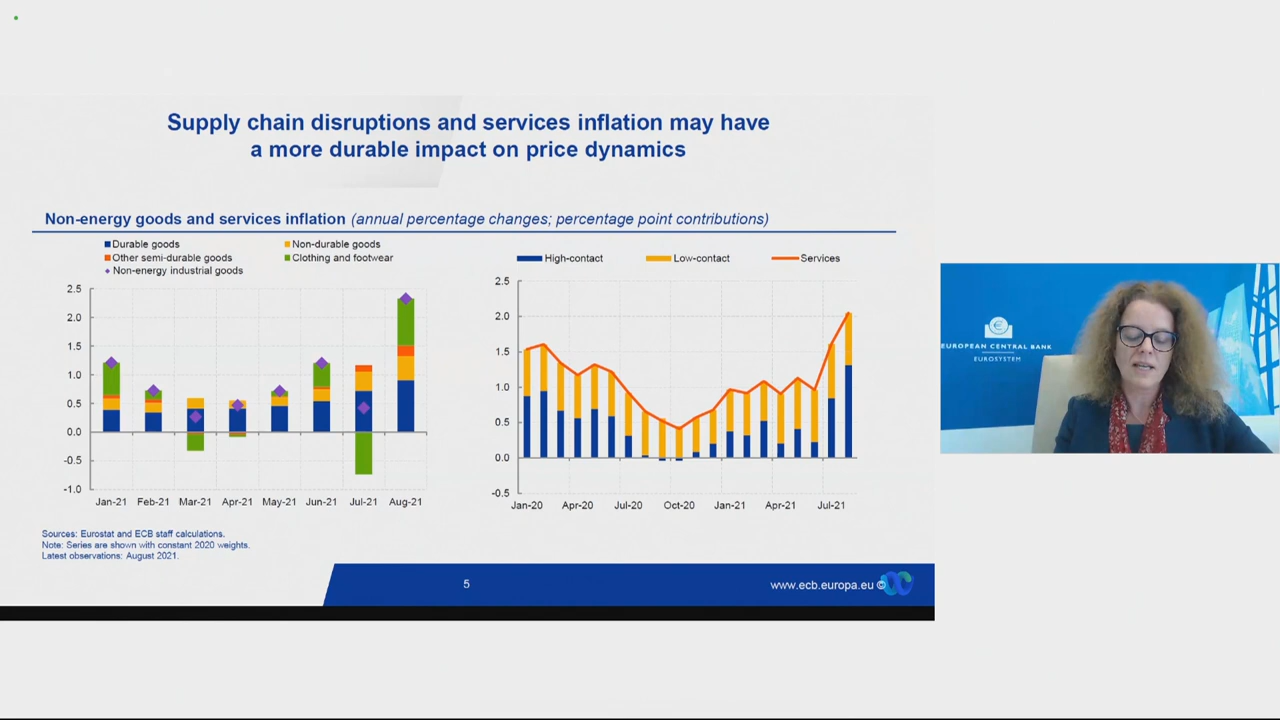 Supply chain disruptions and services inflation may have
a more durable impact on price dynamics
Non-energy goods and services inflation (annual percentage changes; percentage point contributions)
Durable goods
Non-durable goods
Other semi-durable goods
Clothing and footwear
Non-energy industrial goods
2.5
2.0
1.5
1.0
0.5
0.0
-0.5
-1.0
Jan-21 Feb-21 Mar-21 Apr-21 May-21 Jun-21 Jul-21 Aug-21
High-contact Low-contact Services
2.5
2.0
1.5
1.0
0.5
0.0
-0.5
Jan-20 Apr-20 Jul-20 Oct-20 Jan-21 Apr-21 Jul-21
Sources: Eurostat and ECB staff calculations.
Note: Series are shown with constant 2020 weights.
Latest observations: August 2021.
5
www.ecb.europa.eu ©
EUROPEAN CENTRAL BANK
EUROSYSTEM